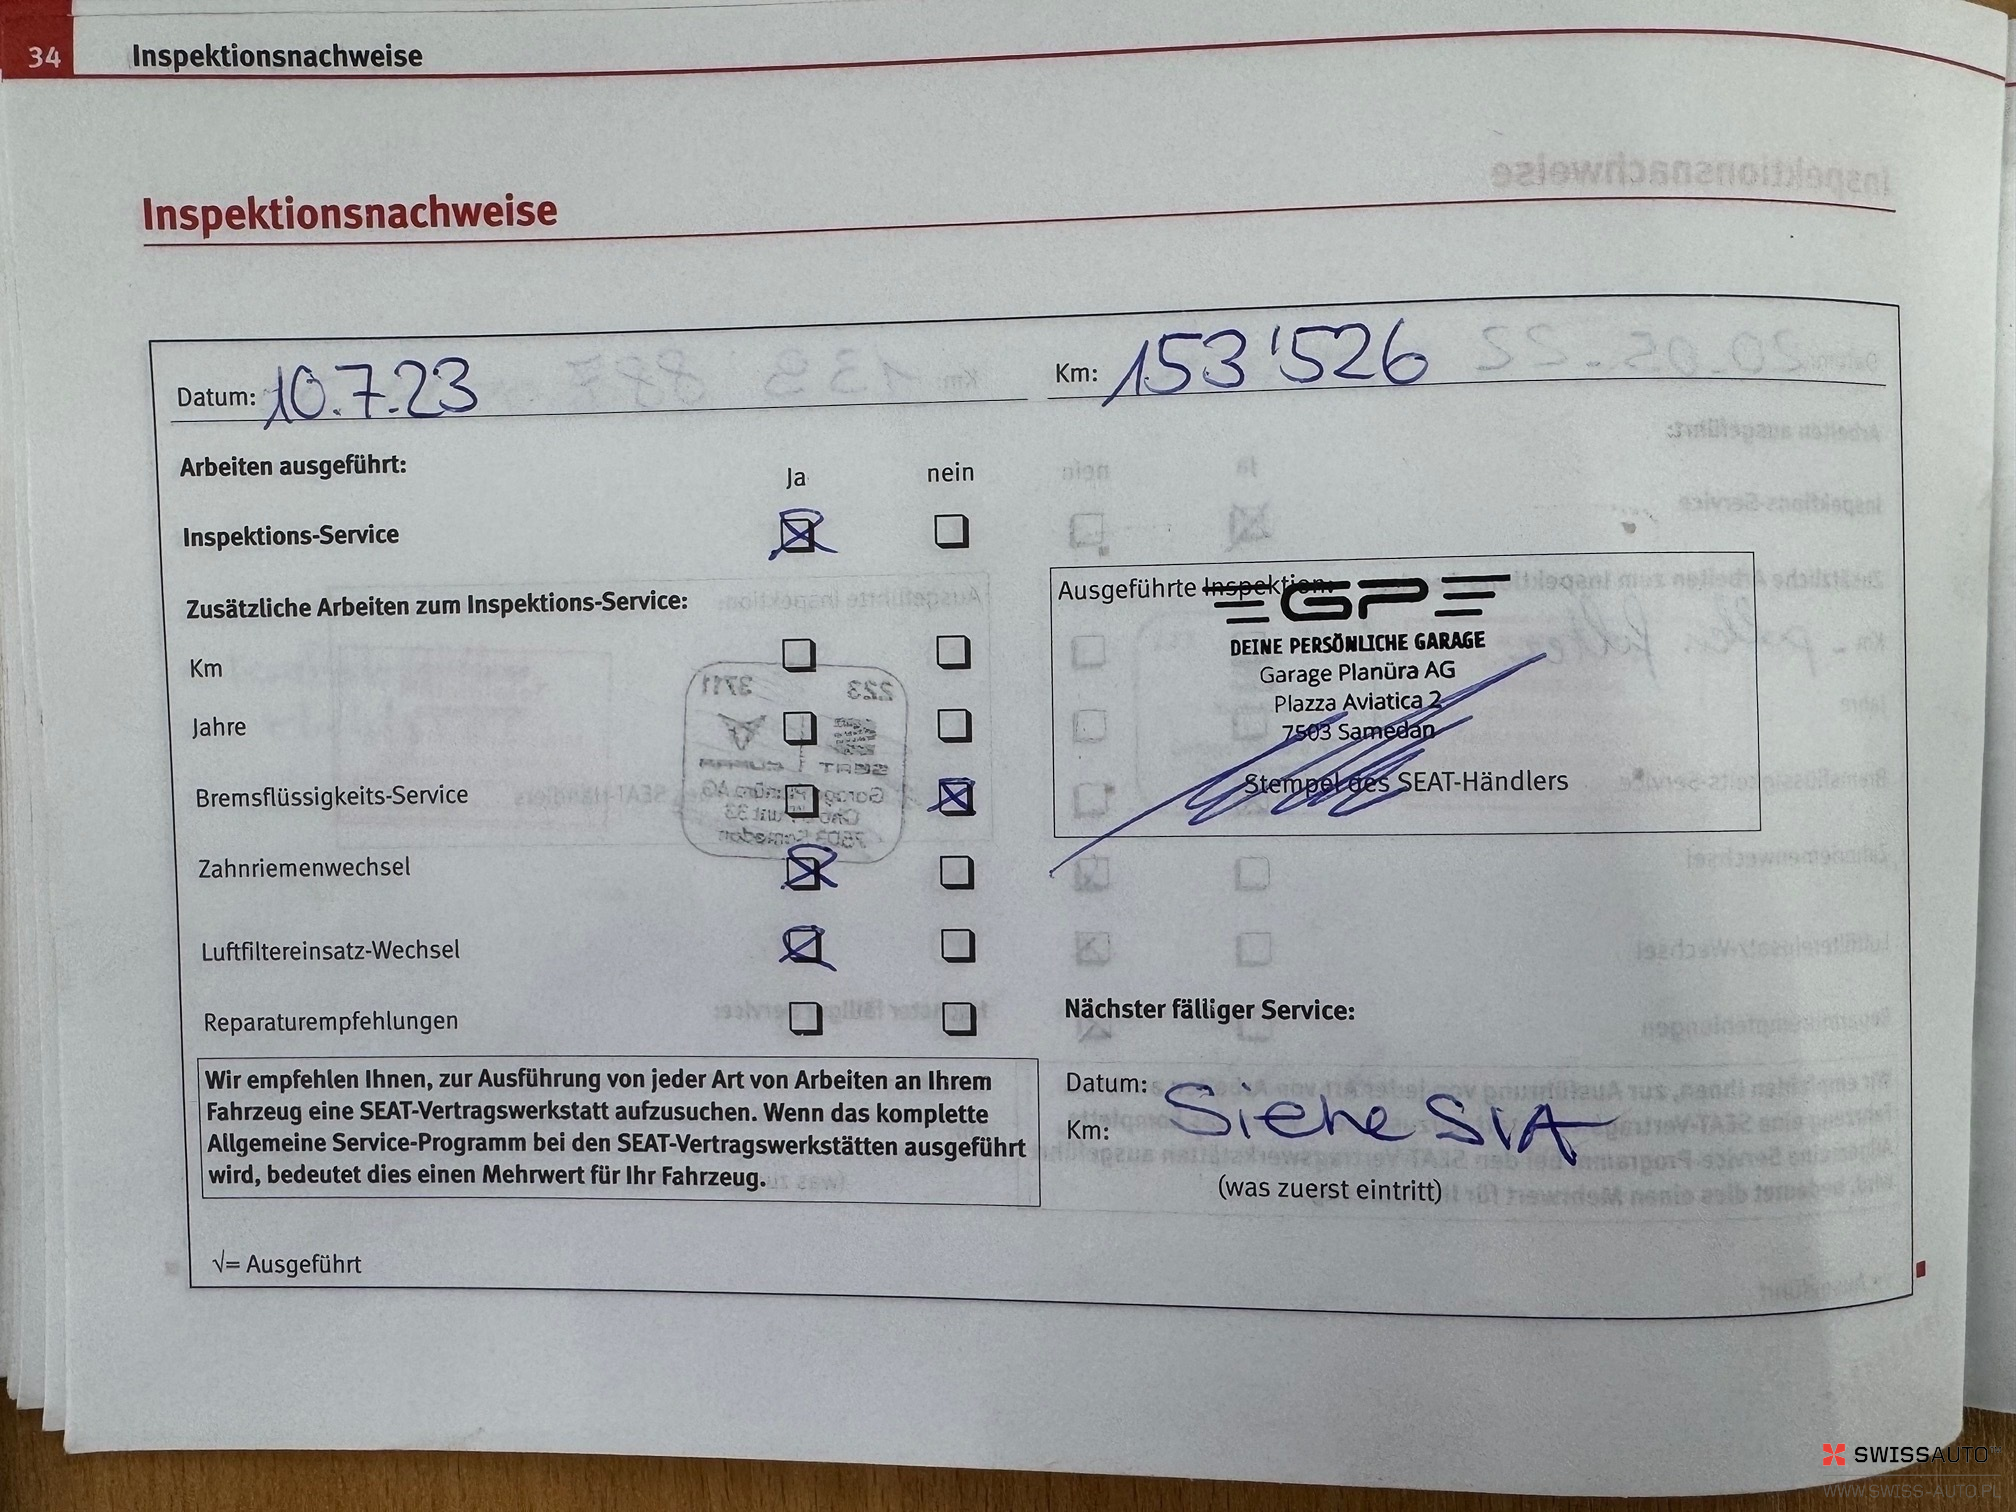 34 Inspektionsnachweise
Inspektionsnachweise
Datum: 10.7.23
Km: 153'526
Arbeiten ausgeführt:
Ja nein
Inspektions-Service
Zusätzliche Arbeiten zum Inspektions-Service:
Km
Jahre
Bremsflüssigkeits-Service
Zahnriemenwechsel
Luftfiltereinsatz-Wechsel
Reparaturempfehlungen
Ausgeführte Inspektion:
GP
DEINE PERSÖNLICHE GARAGE
Garage Planüra AG
Plazza Aviatica 2
7503 Samedan
Stempel des SEAT-Händlers
Wir empfehlen Ihnen, zur Ausführung von jeder Art von Arbeiten an Ihrem
Fahrzeug eine SEAT-Vertragswerkstatt aufzusuchen. Wenn das komplette
Allgemeine Service-Programm bei den SEAT-Vertragswerkstätten ausgeführt
wird, bedeutet dies einen Mehrwert für Ihr Fahrzeug.
Nächster fälliger Service:
Datum:
Km:
Siehe SIA
(was zuerst eintritt)
√= Ausgeführt
SWISSAUTO
WWW.SWISS-AUTO.PL